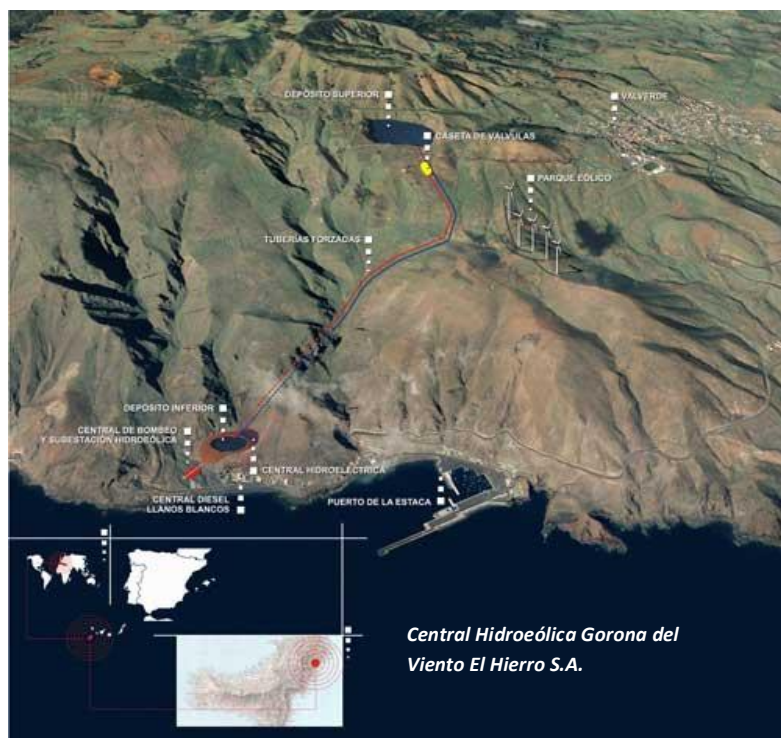 DEPÓSITO SUPERIOR
VALVERDE
CASETA DE VÁLVULAS
PARQUE EÓLICO
TUBERÍAS FORZADAS
DEPÓSITO INFERIOR
CENTRAL DE BOMBEO
Y SUBESTACIÓN HIDROEÓLICA
CENTRAL HIDROELÉCTRICA
CENTRAL DIESEL
LLANOS BLANCOS
PUERTO DE LA ESTACA
Central Hidroeólica Gorona del
Viento El Hierro S.A.